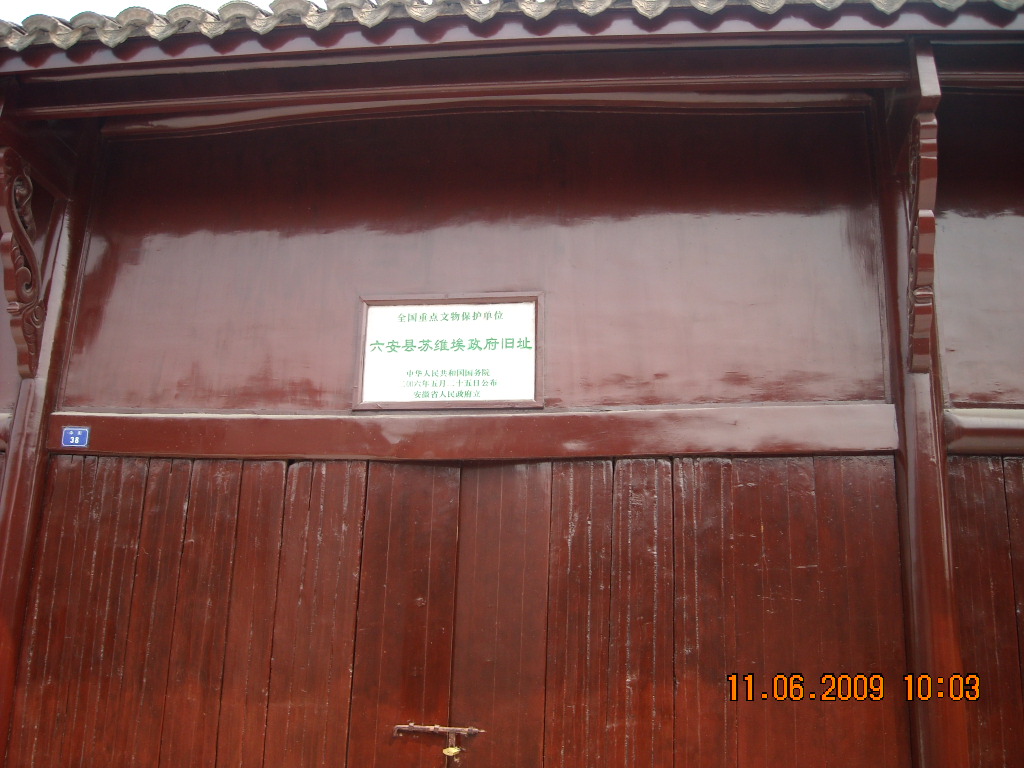 全国重点文物保护单位
六安县苏维埃政府旧址
中华人民共和国国务院
二〇〇六年五月二十五日公布
安徽省人民政府立
38
11.06.2009 10:03